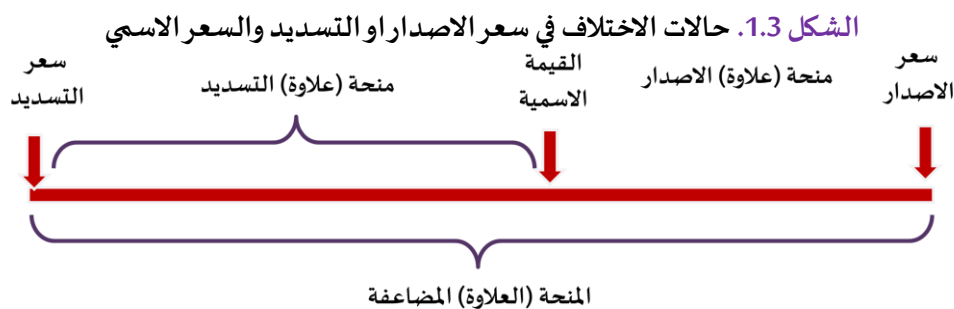 الشكل 1.3. حالات الاختلاف في سعر الاصدار او التسديد والسعر الاسمي
سعر
الاصدار
منحة (علاوة) الاصدار
القيمة
الاسمية
منحة (علاوة) التسديد
سعر
التسديد
المنحة (العلاوة) المضاعفة